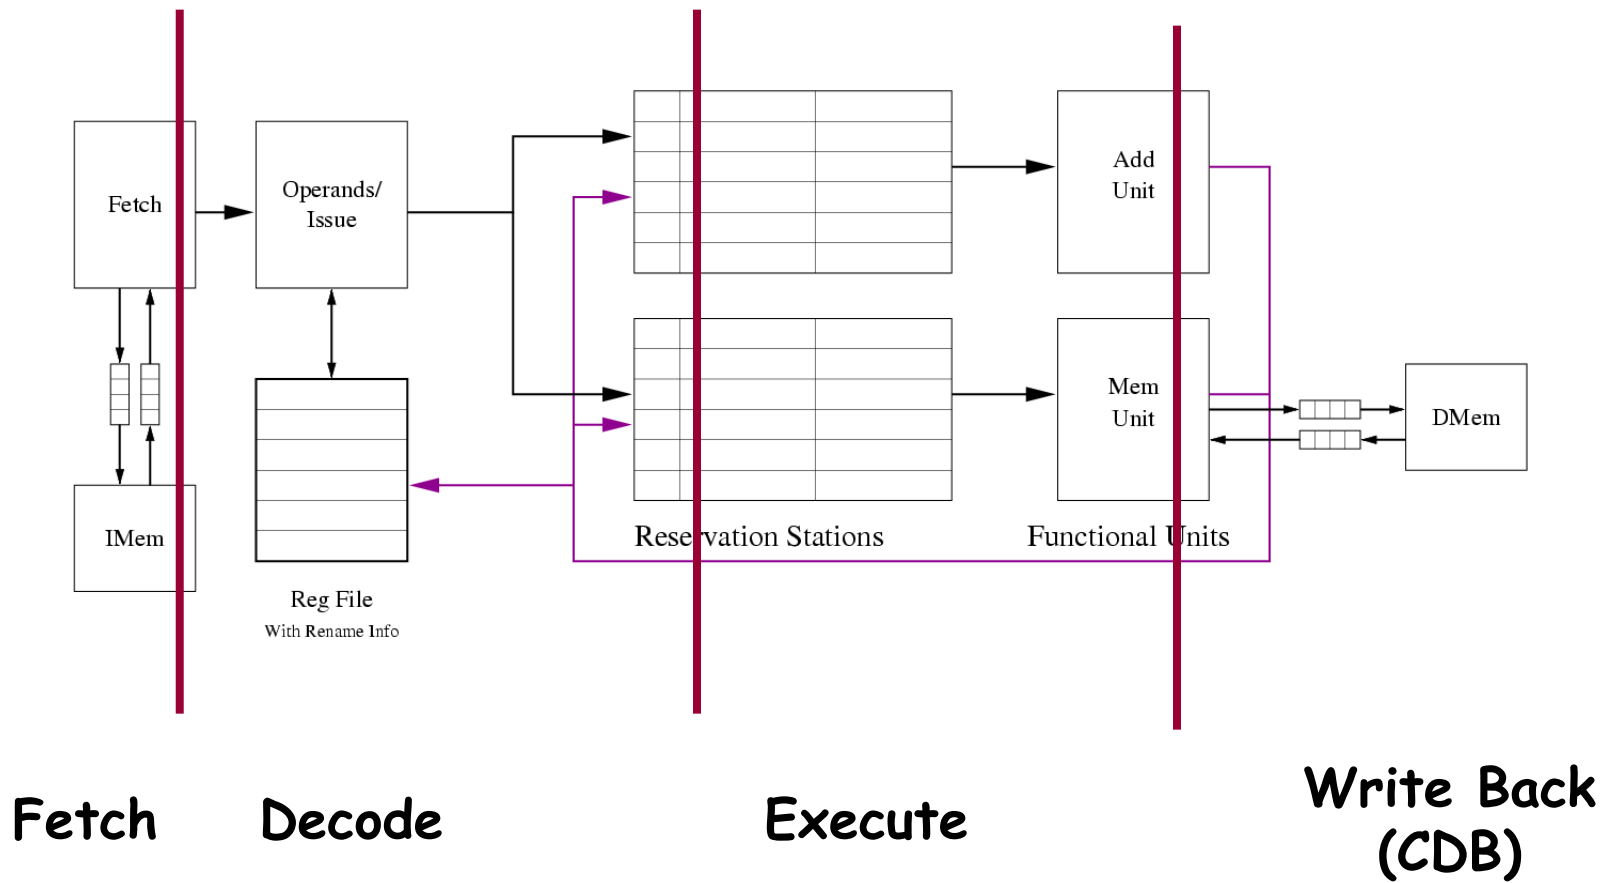 Fetch
Operands/
Issue
Add
Unit
Mem
Unit
DMem
IMem
Reservation Stations
Functional Units
Reg File
With Rename Info
Fetch
Decode
Execute
Write Back
(CDB)